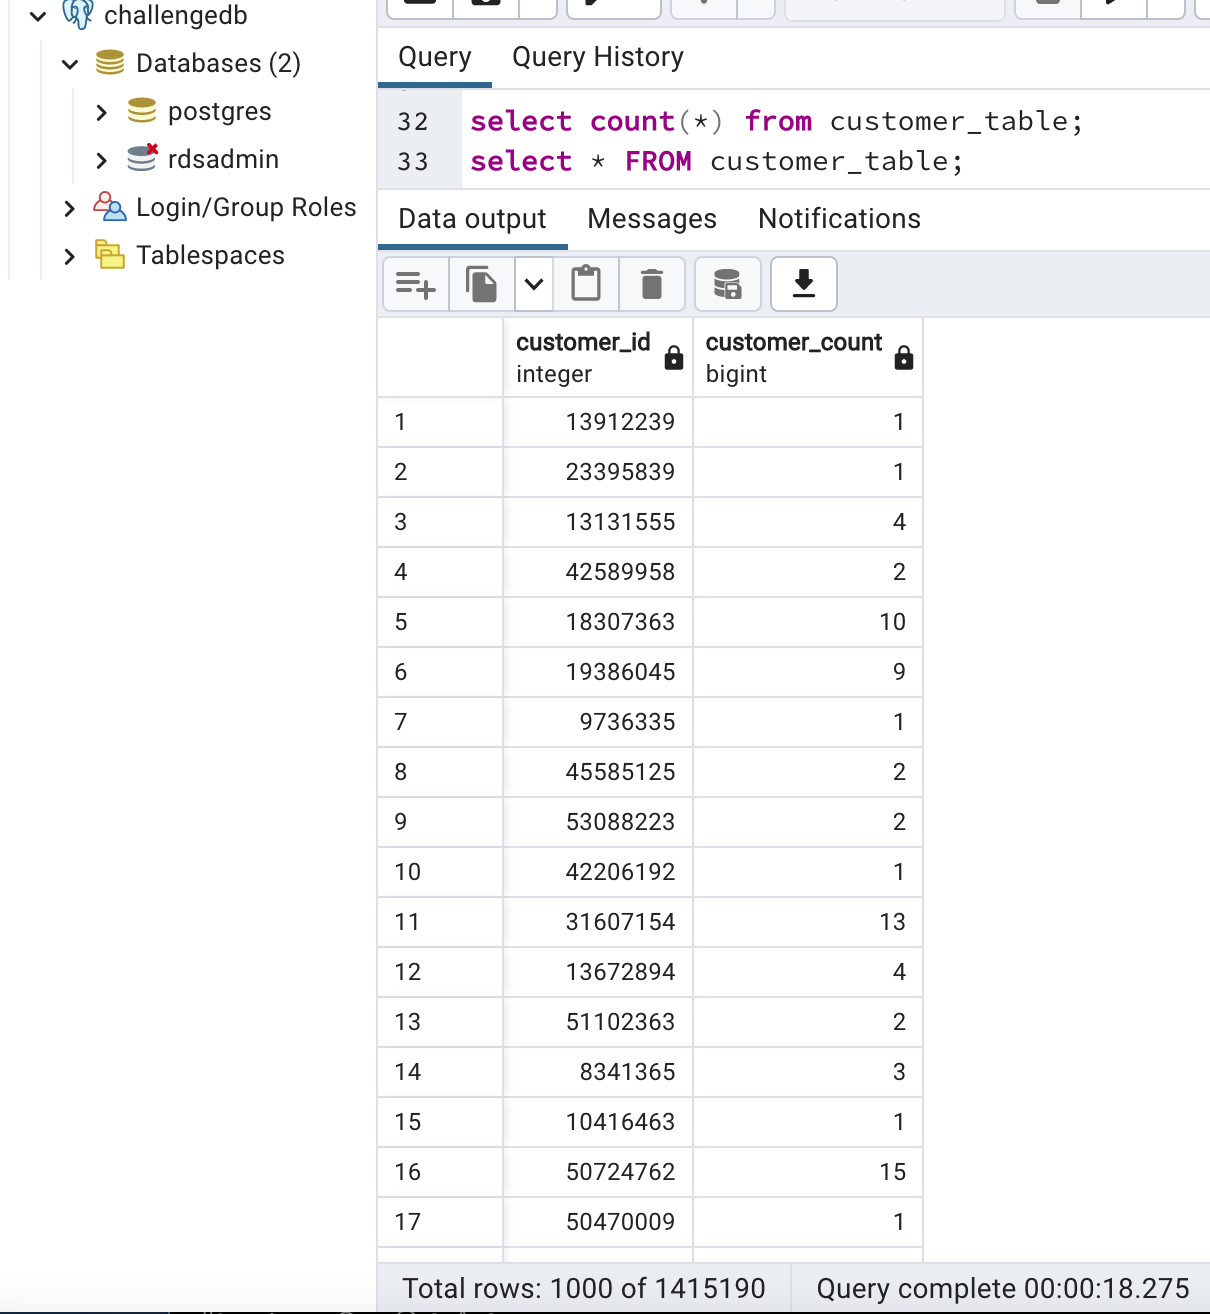 challengedb
Databases (2)
postgres
rdsadmin
Login/Group Roles
Tablespaces
Query Query History
32 select count(*) from customer_table;
33 select * FROM customer_table;
Data output Messages Notifications
customer_id customer_count
integer bigint
1 13912239 1
2 23395839 1
3 13131555 4
4 42589958 2
5 18307363 10
6 19386045 9
7 9736335 1
8 45585125 2
9 53088223 2
10 42206192 1
11 31607154 13
12 13672894 4
13 51102363 2
14 8341365 3
15 10416463 1
16 50724762 15
17 50470009 1
Total rows: 1000 of 1415190 Query complete 00:00:18.275